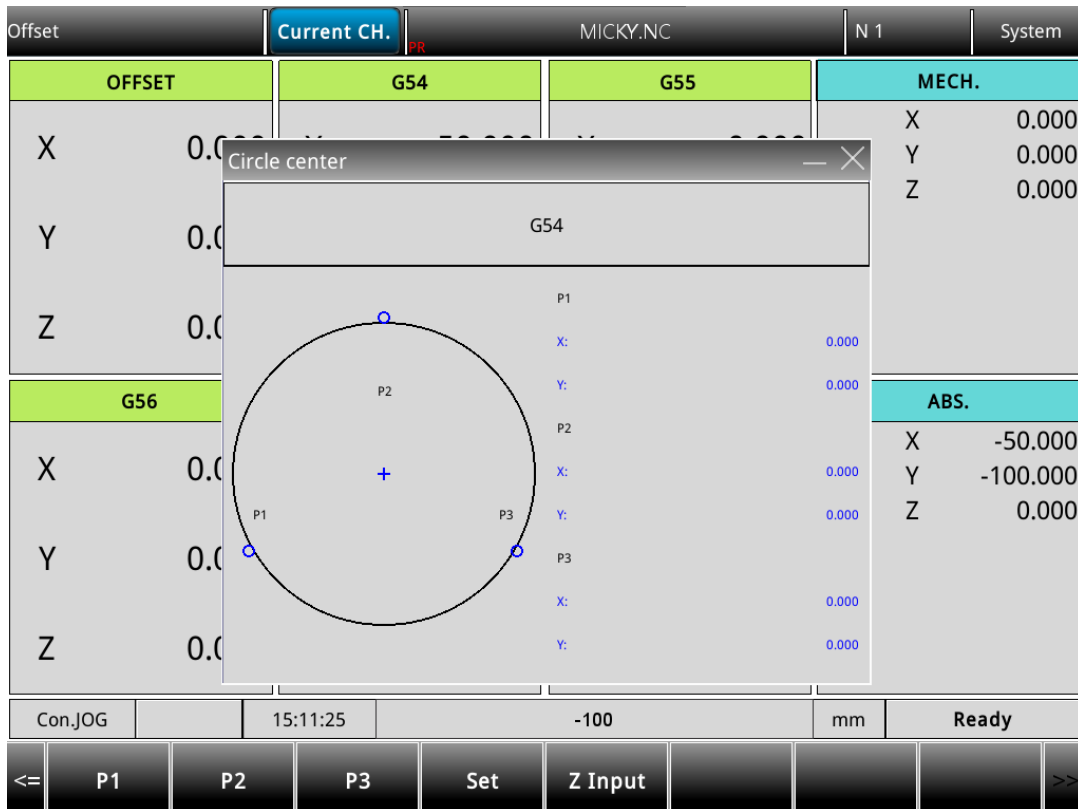 Offset Current CH. PR MICKY.NC N 1 System
OFFSET G54 G55 MECH.
X 0.000
Y 0.000
Z 0.000
X
Y
Z
Circle center
G54
P1
X: 0.000
Y: 0.000
P2
X: 0.000
Y: 0.000
P3
X: 0.000
Y: 0.000
P2
P1
P3
G56 ABS.
X -50.000
Y -100.000
Z 0.000
X
Y
Z
Con.JOG 15:11:25 -100 mm Ready
<= P1 P2 P3 Set Z Input >>